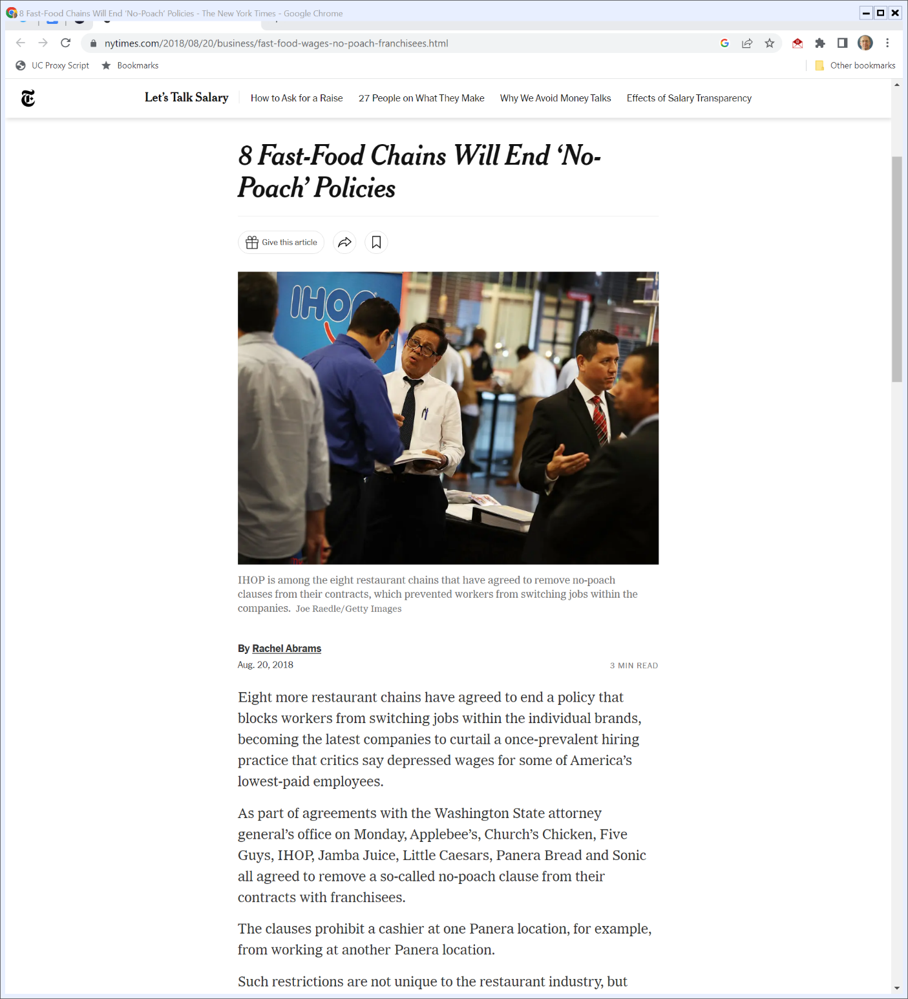 8 Fast-Food Chains Will End 'No-Poach' Policies - The New York Times - Google Chrome
nytimes.com/2018/08/20/business/fast-food-wages-no-poach-franchisees.html
UC Proxy Script Bookmarks Other bookmarks
Let's Talk Salary How to Ask for a Raise 27 People on What They Make Why We Avoid Money Talks Effects of Salary Transparency
8 Fast-Food Chains Will End ‘No-
Poach’ Policies
Give this article
IHOP
IHOP is among the eight restaurant chains that have agreed to remove no-poach
clauses from their contracts, which prevented workers from switching jobs within the
companies. Joe Raedle/Getty Images
By Rachel Abrams
Aug. 20, 2018 3 MIN READ
Eight more restaurant chains have agreed to end a policy that
blocks workers from switching jobs within the individual brands,
becoming the latest companies to curtail a once-prevalent hiring
practice that critics say depressed wages for some of America’s
lowest-paid employees.
As part of agreements with the Washington State attorney
general’s office on Monday, Applebee’s, Church’s Chicken, Five
Guys, IHOP, Jamba Juice, Little Caesars, Panera Bread and Sonic
all agreed to remove a so-called no-poach clause from their
contracts with franchisees.
The clauses prohibit a cashier at one Panera location, for example,
from working at another Panera location.
Such restrictions are not unique to the restaurant industry, but